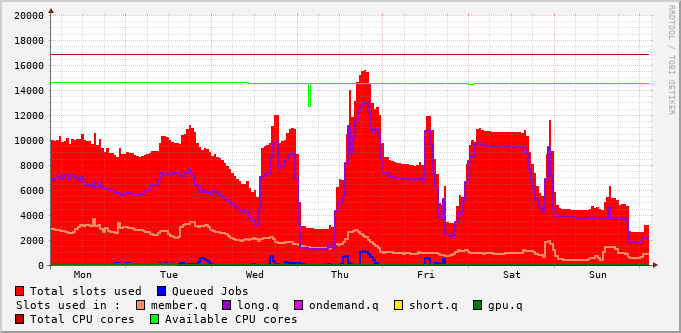 20000
18000
16000
14000
12000
10000
8000
6000
4000
2000
0
Mon Tue Wed Thu Fri Sat Sun
RRDTOOL / TOBI OETIKER
Total slots used Queued Jobs
Slots used in : member.q long.q ondemand.q short.q gpu.q
Total CPU cores Available CPU cores